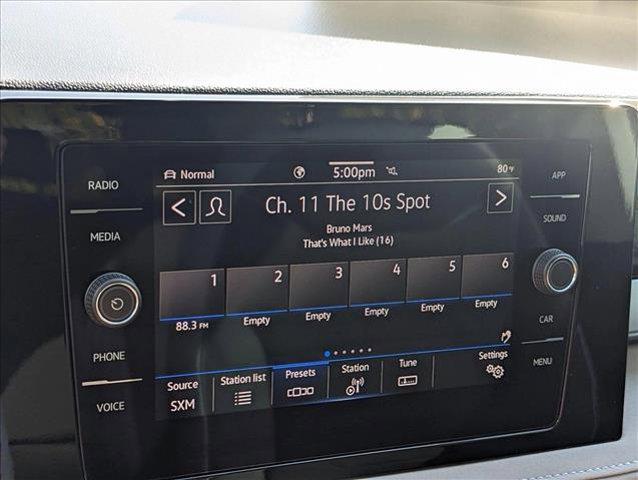 RADIO
MEDIA
PHONE
VOICE
Normal
5:00pm
80°F
Ch. 11 The 10s Spot
Bruno Mars
That's What I Like (16)
1 2 3 4 5 6
88.3 FM Empty Empty Empty Empty Empty
Source Station list Presets Station Tune Settings
SXM
APP
SOUND
CAR
MENU